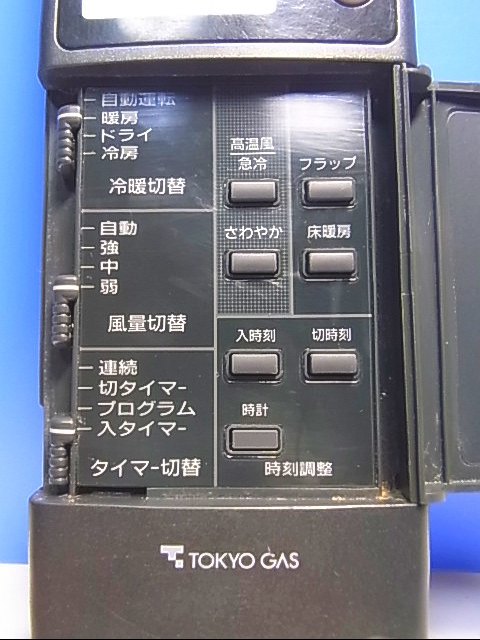 自動運転
暖房
ドライ
冷房
冷暖切替
高温風
急冷
フラップ
さわやか
床暖房
自動
強
中
弱
風量切替
入時刻
切時刻
連続
切タイマー
プログラム
入タイマー
タイマー切替
時計
時刻調整
TOKYO GAS